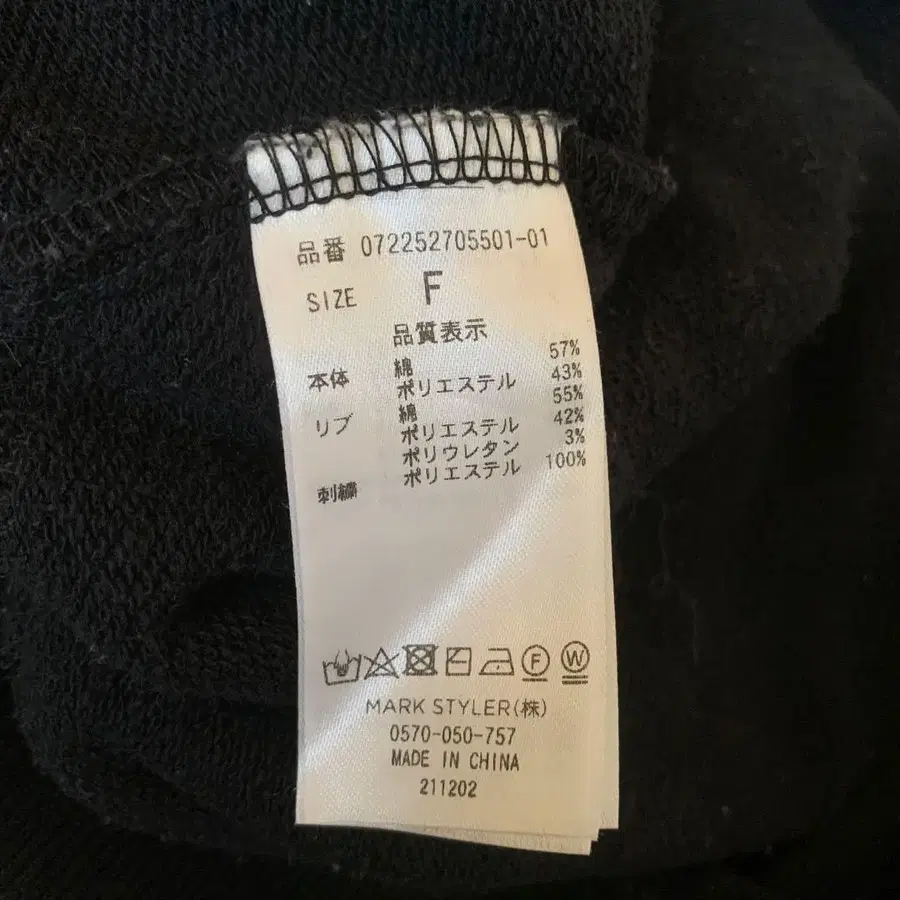 品番 072252705501-01
SIZE F
品質表示
本体 綿 57%
ポリエステル 43%
リブ 綿 55%
ポリエステル 42%
ポリウレタン 3%
刺繍 ポリエステル 100%
F W
MARK STYLER(株)
0570-050-757
MADE IN CHINA
211202